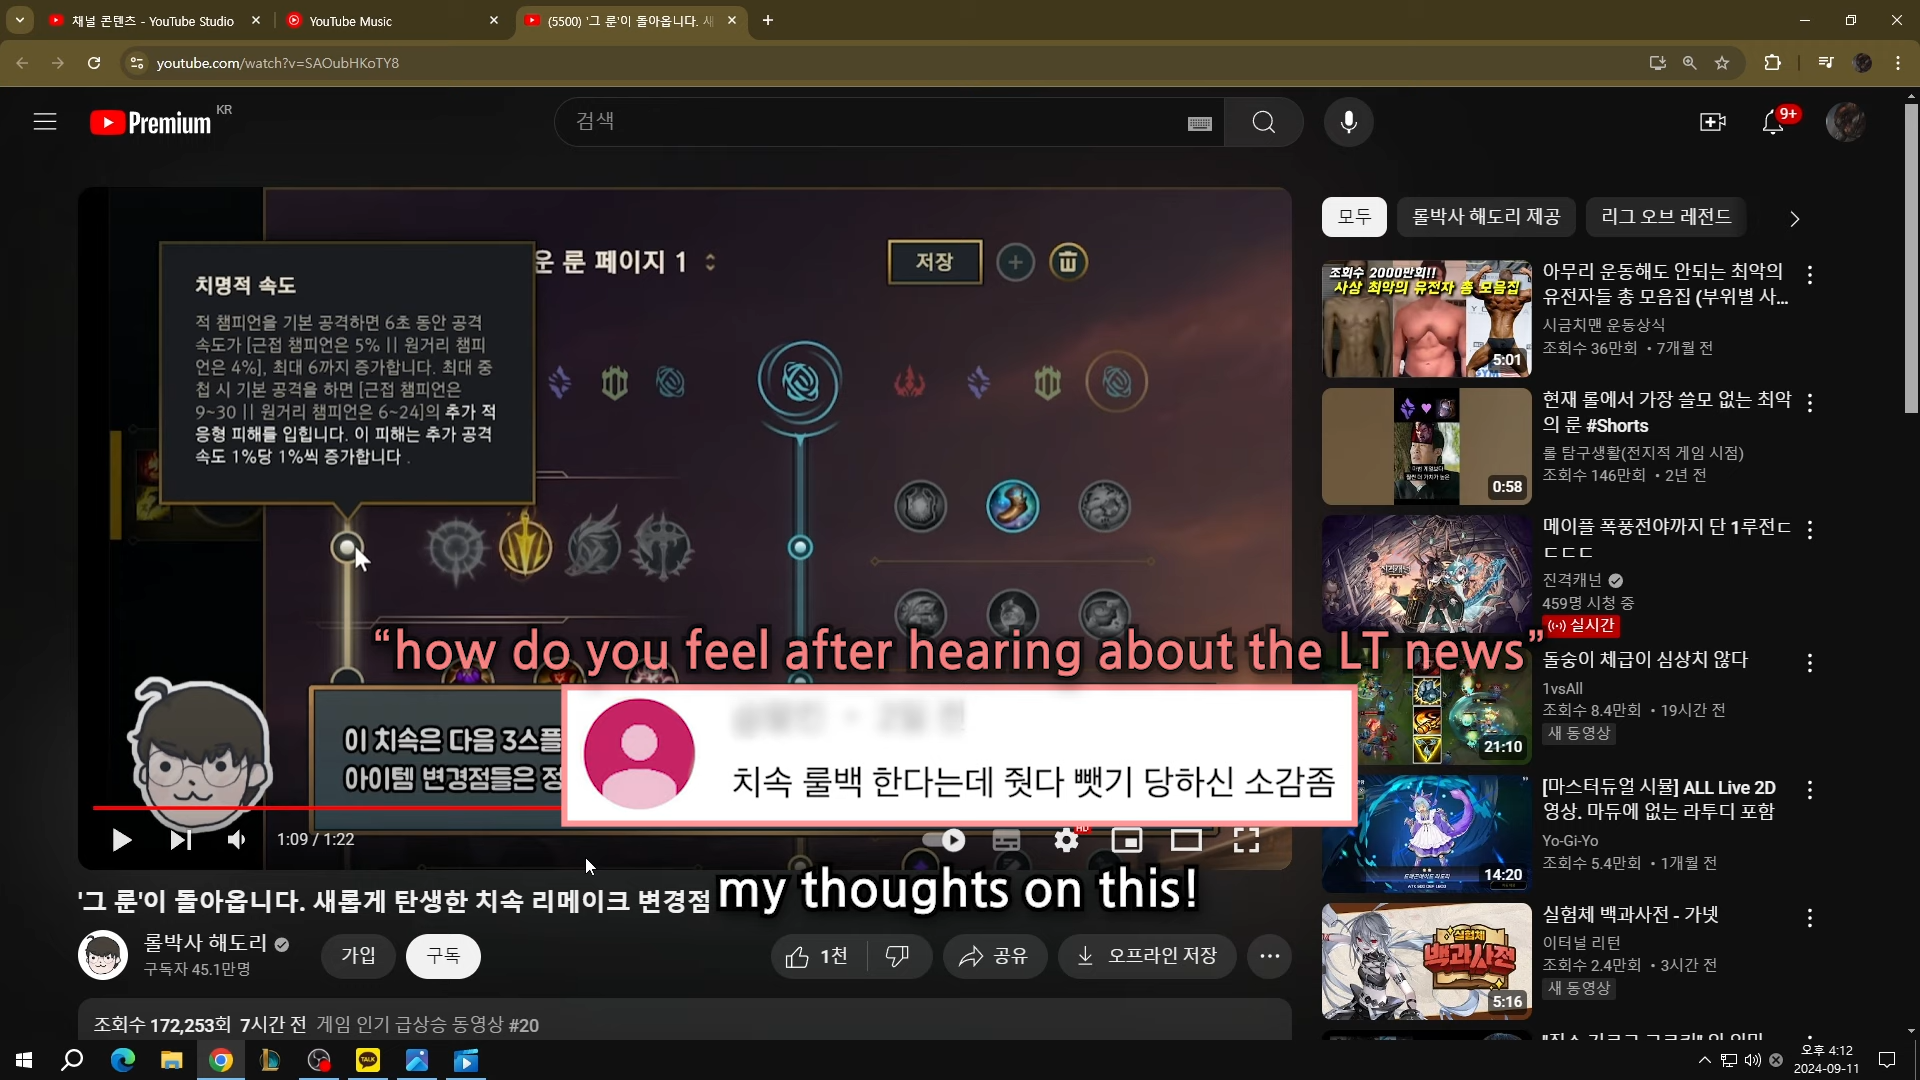 채널 콘텐츠 - YouTube Studio
YouTube Music
(5500) '그 룬'이 돌아옵니다. 새
youtube.com/watch?v=SAOubHKoTY8
Premium KR
검색
9+
운 룬 페이지 1
저장
치명적 속도
적 챔피언을 기본 공격하면 6초 동안 공격
속도가 [근접 챔피언은 5% || 원거리 챔피
언은 4%], 최대 6까지 증가합니다. 최대 중
첩 시 기본 공격을 하면 [근접 챔피언은
9~30 || 원거리 챔피언은 6~24]의 추가 적
응형 피해를 입힙니다. 이 피해는 추가 공격
속도 1%당 1%씩 증가합니다 .
“how do you feel after hearing about the LT news”
이 치속은 다음 3스플
아이템 변경점들은 정
치속 룰백 한다는데 줬다 뺏기 당하신 소감좀
1:09 / 1:22
HD
my thoughts on this!
'그 룬'이 돌아옵니다. 새롭게 탄생한 치속 리메이크 변경점
롤박사 해도리
구독자 45.1만명
가입
구독
1천
공유
오프라인 저장
조회수 172,253회 7시간 전 게임 인기 급상승 동영상 #20
모두
롤박사 해도리 제공
리그 오브 레전드
조회수 2000만회!!
사상 최악의 유전자 총 모음집
5:01
아무리 운동해도 안되는 최악의
유전자들 총 모음집 (부위별 사...
시금치맨 운동상식
조회수 36만회 • 7개월 전
0:58
현재 롤에서 가장 쓸모 없는 최악
의 룬 #Shorts
롤 탐구생활(전지적 게임 시점)
조회수 146만회 • 2년 전
진격캐넌
메이플 폭풍전야까지 단 1루전ㄷ
ㄷㄷㄷㄷ
진격캐넌
459명 시청 중
실시간
21:10
돌숭이 체급이 심상치 않다
1vsAll
조회수 8.4만회 • 19시간 전
새 동영상
14:20
[마스터듀얼 시뮬] ALL Live 2D
영상. 마듀에 없는 라투디 포함
Yo-Gi-Yo
조회수 5.4만회 • 1개월 전
실험체
백과사전
5:16
실험체 백과사전 - 가넷
이터널 리턴
조회수 2.4만회 • 3시간 전
새 동영상
TALK
오후 4:12
2024-09-11